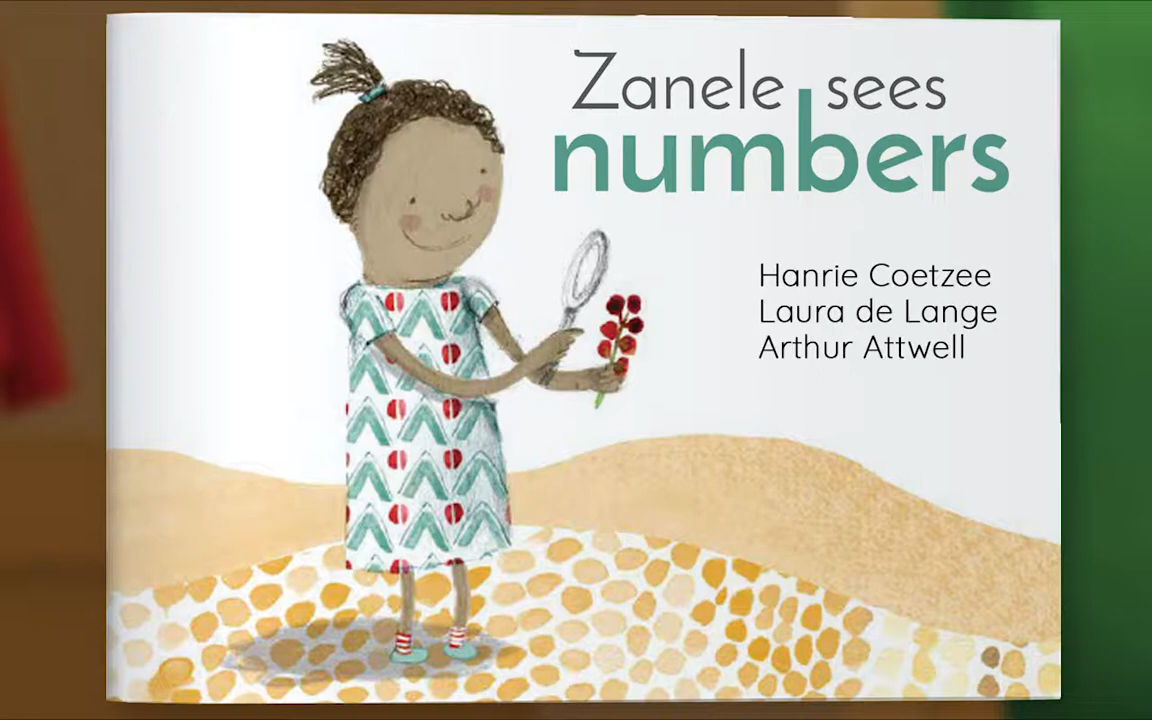 Zanele sees
numbers
Hanrie Coetzee
Laura de Lange
Arthur Attwell